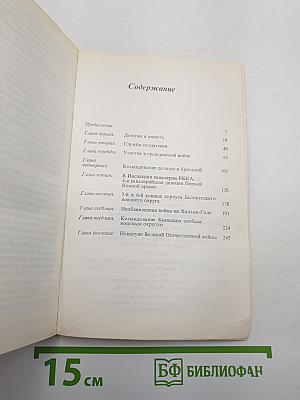 Содержание
Предисловие 7
Глава первая. Детство и юность 19
Глава вторая. Служба солдатская 46
Глава третья. Участие в гражданской войне 63
Глава
четвертая. Командование полком и бригадой 101
Глава пятая. В Инспекции кавалерии РККА.
4-я кавалерийская дивизия Первой
Конной армии 138
Глава шестая. 3-й и 6-й конные корпуса Белорусского
военного округа 178
Глава седьмая. Необъявленная война на Халхин-Голе 191
Глава восьмая. Командование Киевским особым
военным округом 224
Глава девятая. Накануне Великой Отечественной войны 245
15 см
БФ БИБЛИОФАН